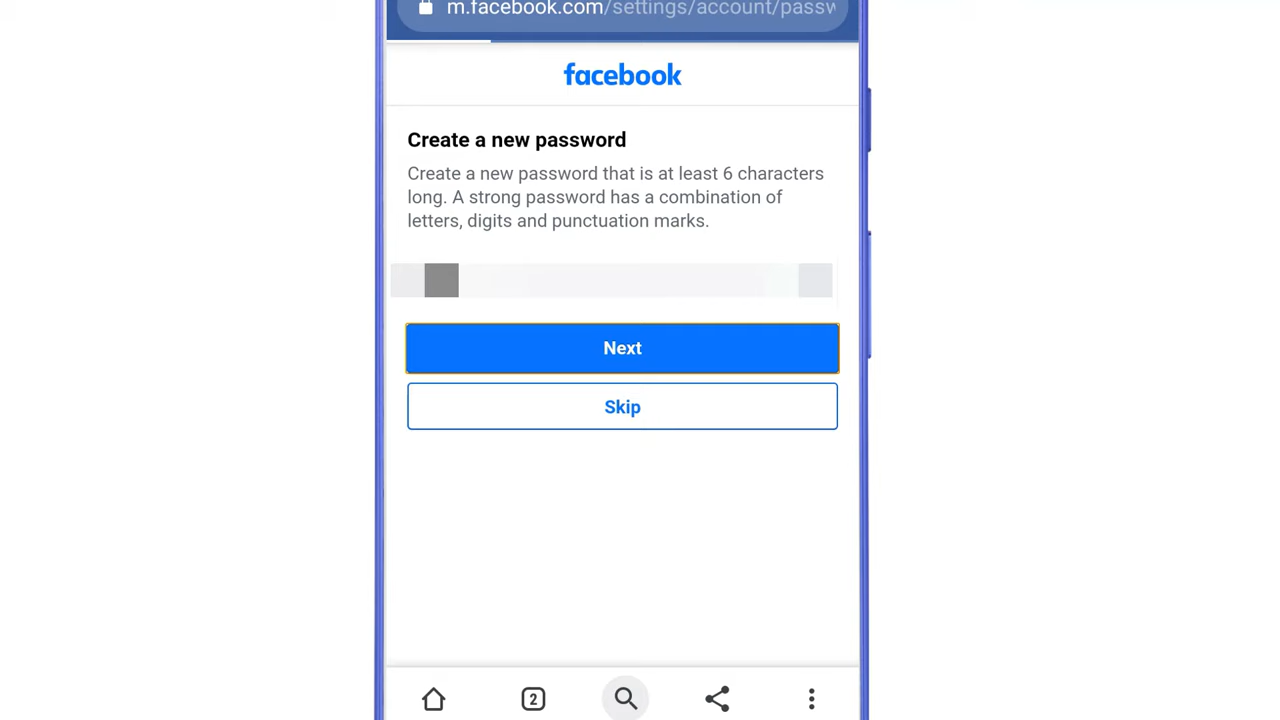 m.facebook.com/settings/account/passw
facebook
Create a new password
Create a new password that is at least 6 characters
long. A strong password has a combination of
letters, digits and punctuation marks.
Next
Skip
2